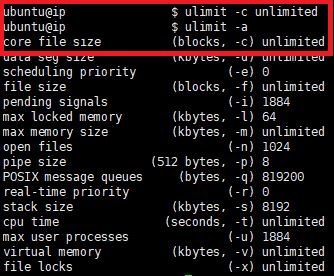 ubuntu@ip $ ulimit -c unlimited
ubuntu@ip $ ulimit -a
core file size (blocks, -c) unlimited
data seg size (kbytes, -d) unlimited
scheduling priority (-e) 0
file size (blocks, -f) unlimited
pending signals (-i) 1884
max locked memory (kbytes, -l) 64
max memory size (kbytes, -m) unlimited
open files (-n) 1024
pipe size (512 bytes, -p) 8
POSIX message queues (bytes, -q) 819200
real-time priority (-r) 0
stack size (kbytes, -s) 8192
cpu time (seconds, -t) unlimited
max user processes (-u) 1884
virtual memory (kbytes, -v) unlimited
file locks (-x) unlimited